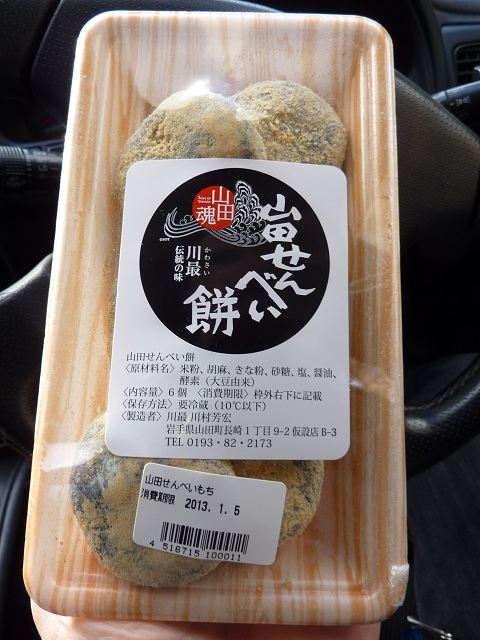 山田魂
SOUL OF YAMADA
山田せんべい餅
かわさい
川最
伝統の味
山田せんべい餅
〈原材料名〉米粉、胡麻、きな粉、砂糖、塩、醤油、
酵素（大豆由来）
〈内容量〉6個 〈消費期限〉枠外右下に記載
〈保存方法〉要冷蔵（10℃以下）
〈製造者〉川最 川村芳宏
岩手県山田町長崎1丁目9-2 仮設店 B-3
TEL 0193・82・2173
山田せんべいもち
消費期限 2013. 1. 5
4 516715 100011